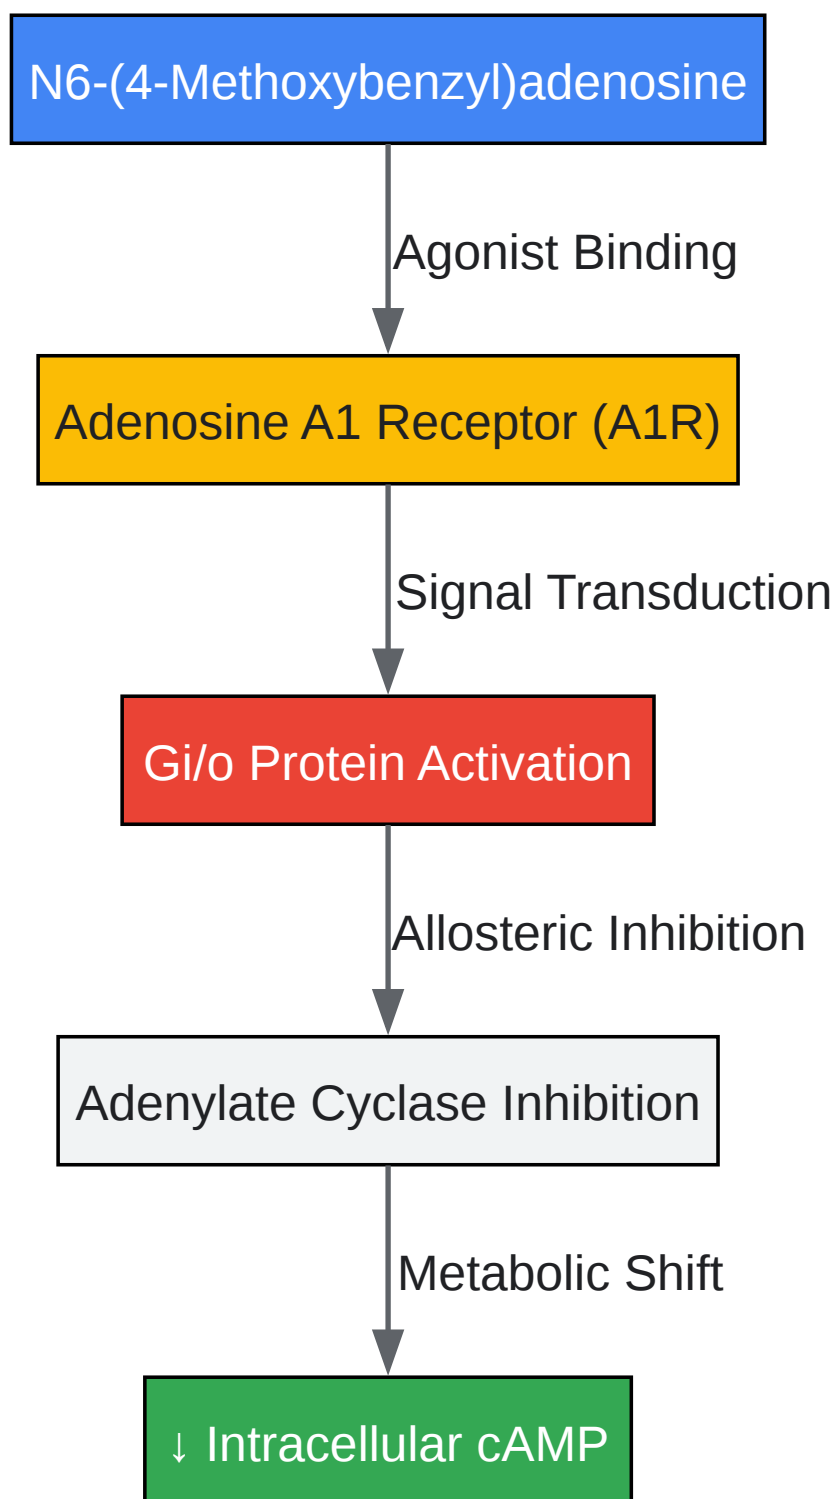 N6-(4-Methoxybenzyl)adenosine
Agonist Binding
Adenosine A1 Receptor (A1R)
Signal Transduction
Gi/o Protein Activation
Allosteric Inhibition
Adenylate Cyclase Inhibition
Metabolic Shift
↓ Intracellular cAMP